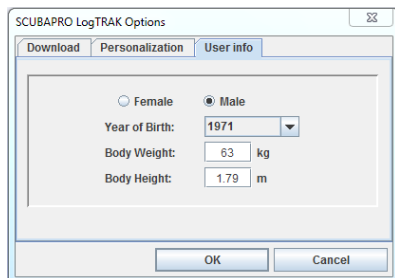 SCUBAPRO LogTRAK Options
Download Personalization User info
Female Male
Year of Birth: 1971
Body Weight: 63 kg
Body Height: 1.79 m
OK Cancel